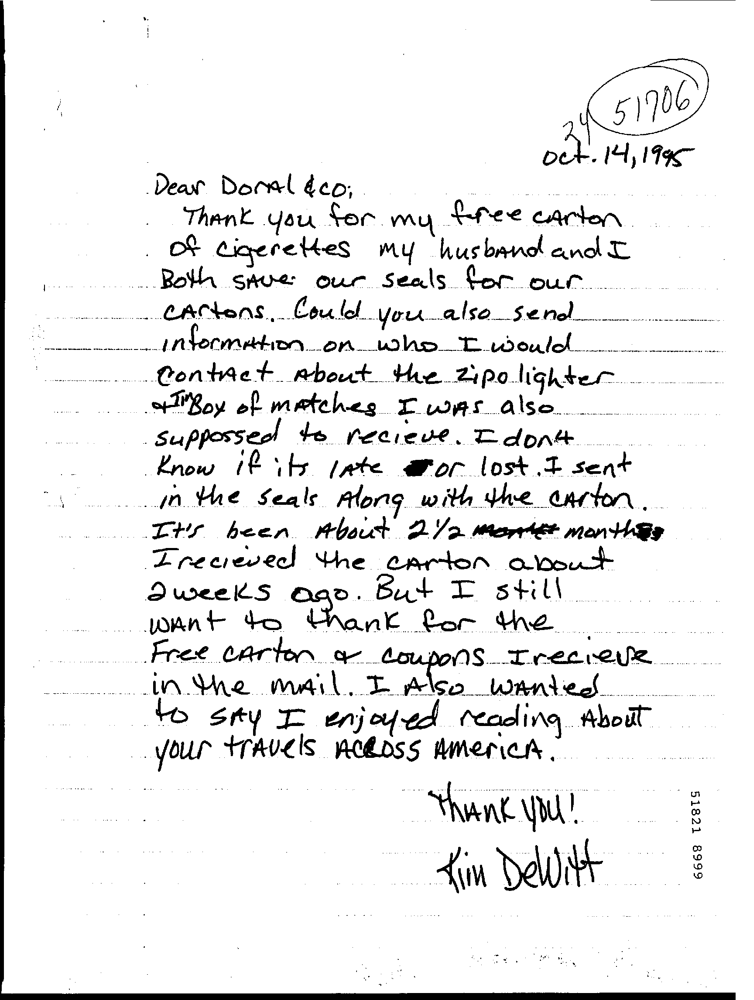 51706
24
Oct. 14, 1995
Dear Doral & co;
Thank you for my free carton
of cigerettes my husband and I
Both save our seals for our
cartons. Could you also send
information on who I would
contact about the zipo lighter
+ Tin Box of matches I was also
suppossed to recieve. I don't
know if its late or lost. I sent
in the seals Along with the carton.
It's been About 2 1/2 months
I recieved the carton about
2 weeks ago. But I still
want to thank for the
Free carton & coupons I recieve
in the mail. I Also wanted
to say I enjoyed reading About
your travels Across America.
Thank you!
Kim DeWitt
51821 8999